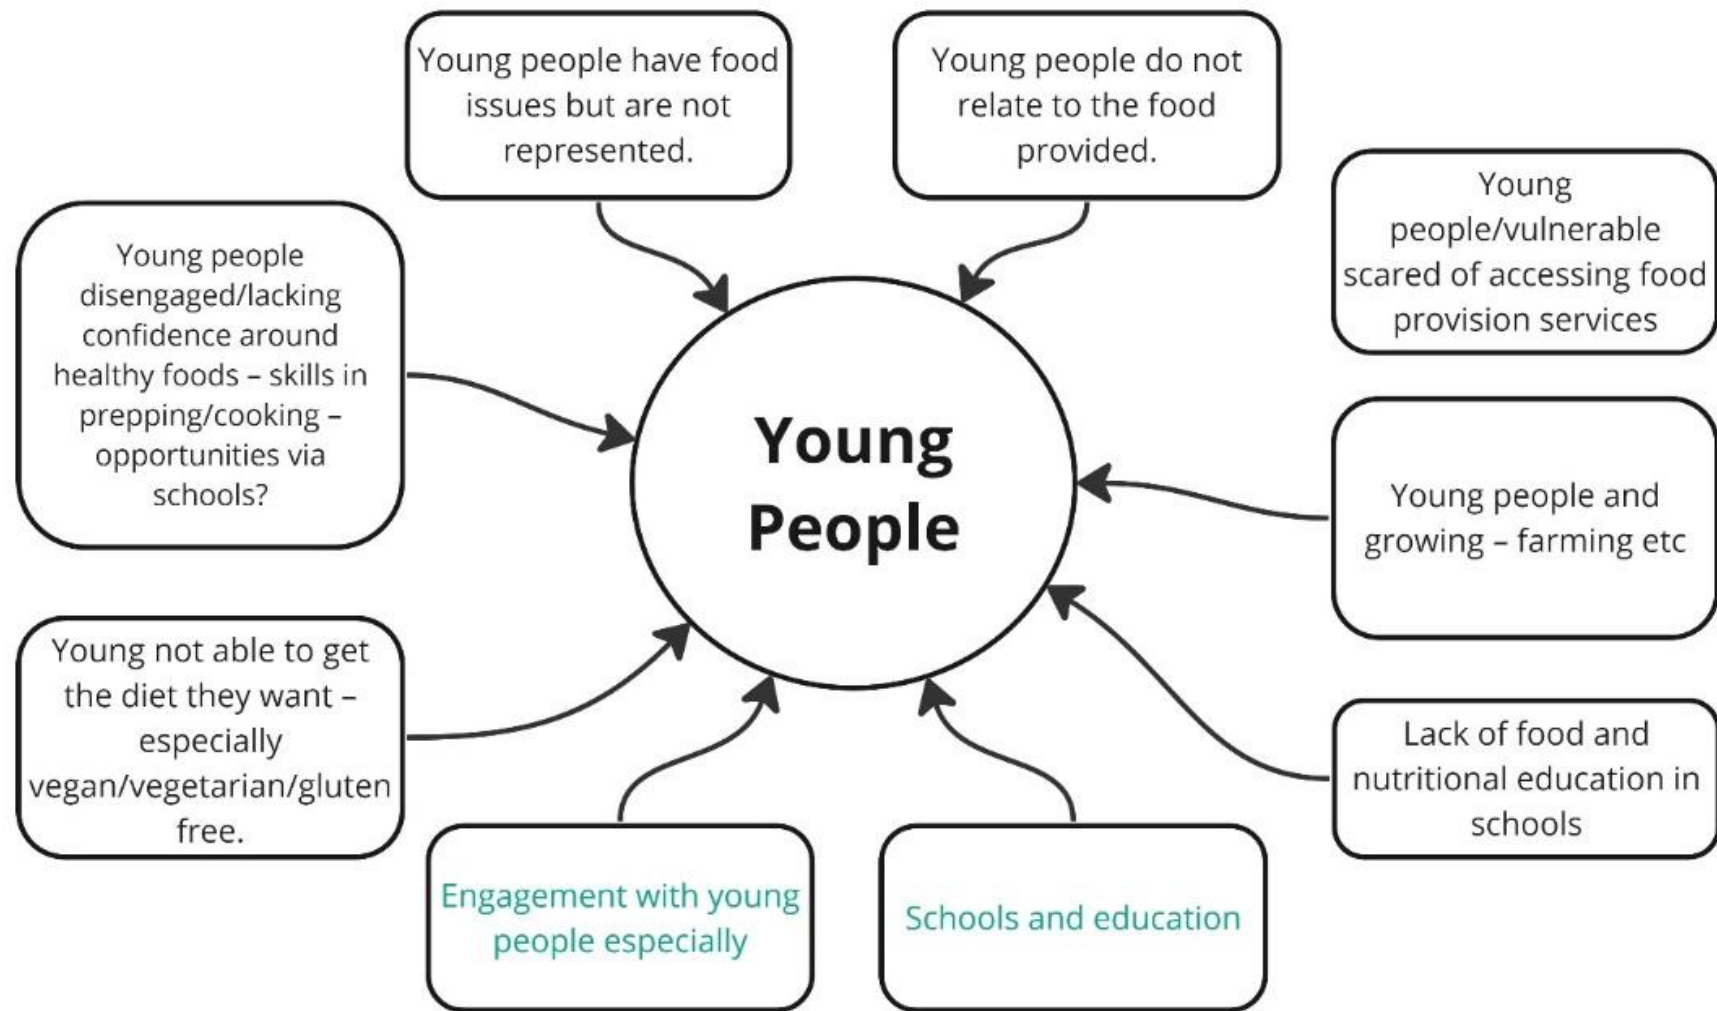 Young people have food
issues but are not
represented.
Young people do not
relate to the food
provided.
Young
people/vulnerable
scared of accessing food
provision services
Young people
disengaged/lacking
confidence around
healthy foods – skills in
prepping/cooking –
opportunities via
schools?
Young
People
Young people and
growing – farming etc
Young not able to get
the diet they want –
especially
vegan/vegetarian/gluten
free.
Lack of food and
nutritional education in
schools
Engagement with young
people especially
Schools and education